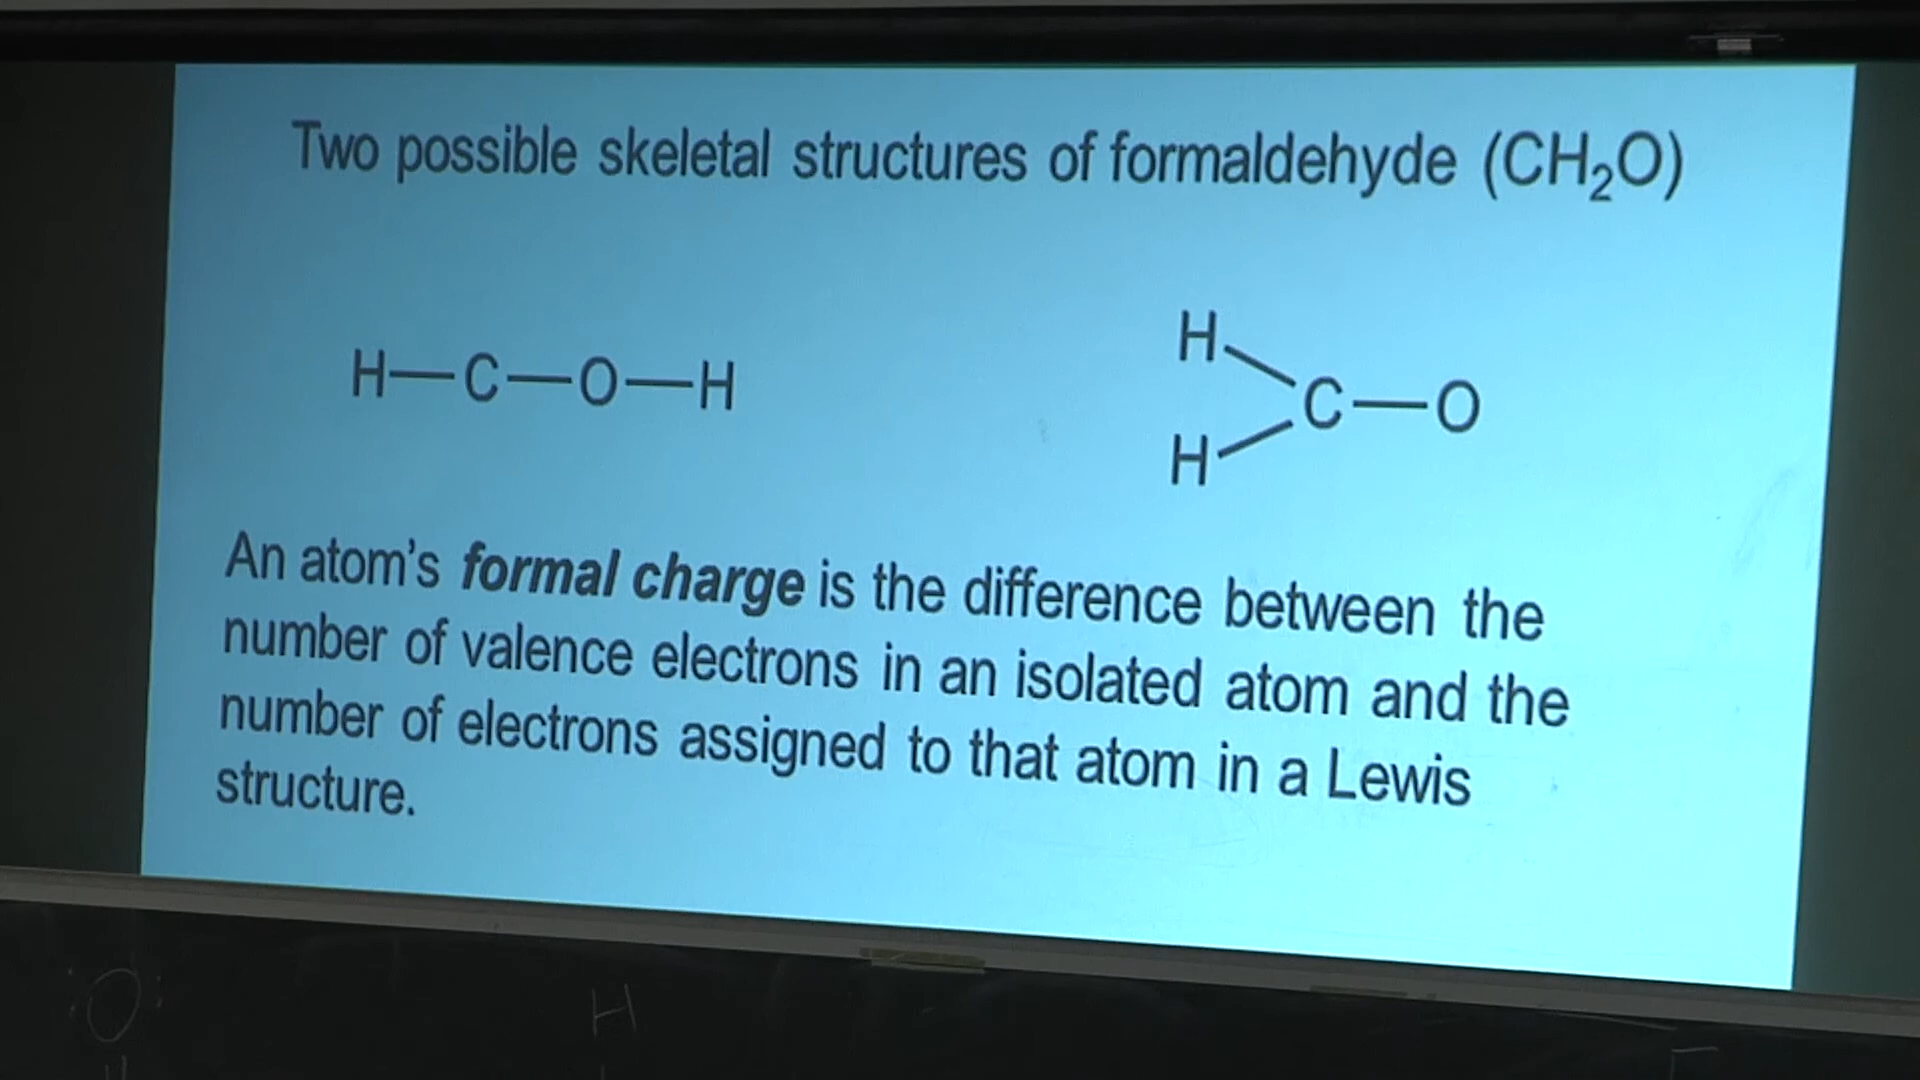 Two possible skeletal structures of formaldehyde (CH₂O)
H—C—O—H
H
C—O
H
An atom's formal charge is the difference between the
number of valence electrons in an isolated atom and the
number of electrons assigned to that atom in a Lewis
structure.
:O:
H